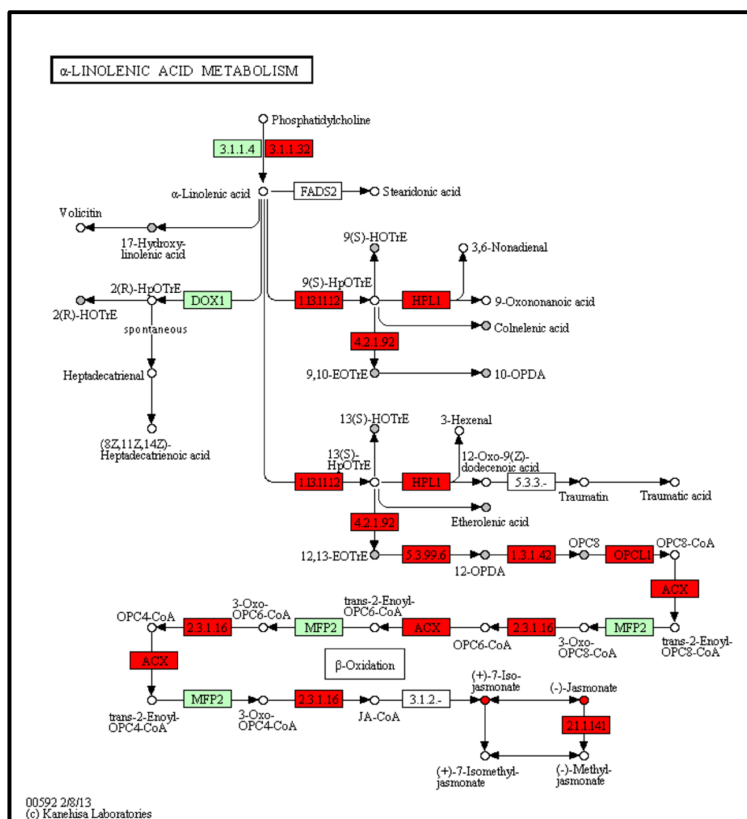 α-LINOLENIC ACID METABOLISM
Phosphatidylcholine
3.1.1.4
3.1.1.32
α-Linolenic acid
FADS2
Stearidonic acid
Volicitin
17-Hydroxy-
linolenic acid
9(S)-HOTrE
3,6-Nonadienal
2(R)-HpOTrE
DOX1
9(S)-HpOTrE
1.13.11.12
HPL1
9-Oxononanoic acid
2(R)-HOTrE
spontaneous
Colnelenic acid
4.2.1.92
Heptadecatrienal
9,10-EOTrE
10-OPDA
(8Z,11Z,14Z)-
Heptadecatrienoic acid
13(S)-HOTrE
3-Hexenal
13(S)-
HpOTrE
12-Oxo-9(Z)-
dodecenoic acid
1.13.11.12
HPL1
5.3.3.-
Traumatin
Traumatic acid
4.2.1.92
Etherolenic acid
12,13-EOTrE
5.3.99.6
12-OPDA
1.3.1.42
OPC8
OPCL1
OPC8-CoA
ACX
OPC4-CoA
2.3.1.16
3-Oxo-
OPC6-CoA
MFP2
trans-2-Enoyl-
OPC6-CoA
ACX
OPC6-CoA
2.3.1.16
3-Oxo-
OPC8-CoA
MFP2
trans-2-Enoyl-
OPC8-CoA
ACX
β-Oxidation
trans-2-Enoyl-
OPC4-CoA
MFP2
3-Oxo-
OPC4-CoA
2.3.1.16
JA-CoA
3.1.2.-
(+)-7-Iso-
jasmonate
(-)-Jasmonate
2.1.1.141
(+)-7-Isomethyl-
jasmonate
(-)-Methyl-
jasmonate
00592 2/8/13
(c) Kanehisa Laboratories